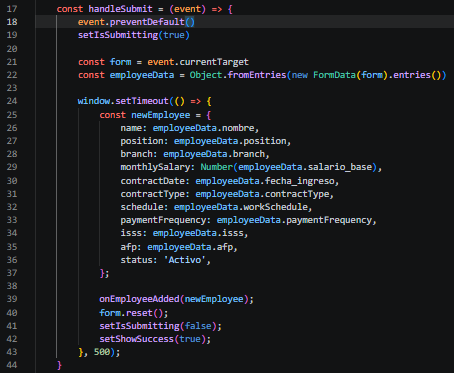 17 const handleSubmit = (event) => {
18 event.preventDefault()
19 setIsSubmitting(true)
20
21 const form = event.currentTarget
22 const employeeData = Object.fromEntries(new FormData(form).entries())
23
24 window.setTimeout(() => {
25 const newEmployee = {
26 name: employeeData.nombre,
27 position: employeeData.position,
28 branch: employeeData.branch,
29 monthlySalary: Number(employeeData.salario_base),
30 contractDate: employeeData.fecha_ingreso,
31 contractType: employeeData.contractType,
32 schedule: employeeData.workSchedule,
33 paymentFrequency: employeeData.paymentFrequency,
34 isss: employeeData.isss,
35 afp: employeeData.afp,
36 status: 'Activo',
37 };
38
39 onEmployeeAdded(newEmployee);
40 form.reset();
41 setIsSubmitting(false);
42 setShowSuccess(true);
43 }, 500);
44 }